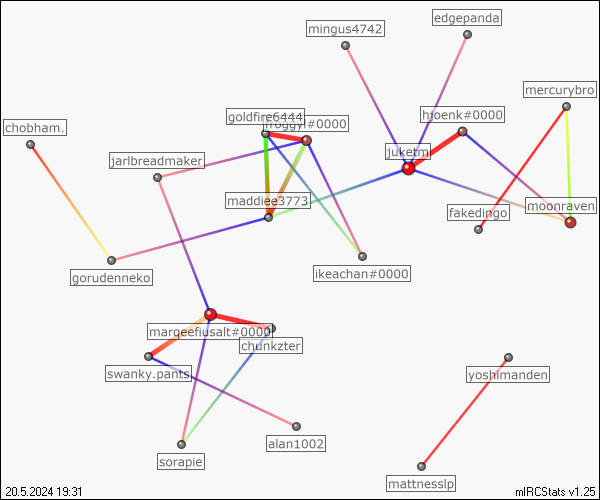 edgepanda
mingus4742
mercurybro
hjoenk#0000
goldfire6444
froggyl#0000
chobham.
juketm
jarlbreadmaker
maddiee3773
moonraven
fakedingo
gorudenneko
ikeachan#0000
margeefiusalt#0000
chunkzter
swanky.pants
yoshimanden
alan1002
sorapie
mattnesslp
20.5.2024 19:31
mIRCStats v1.25